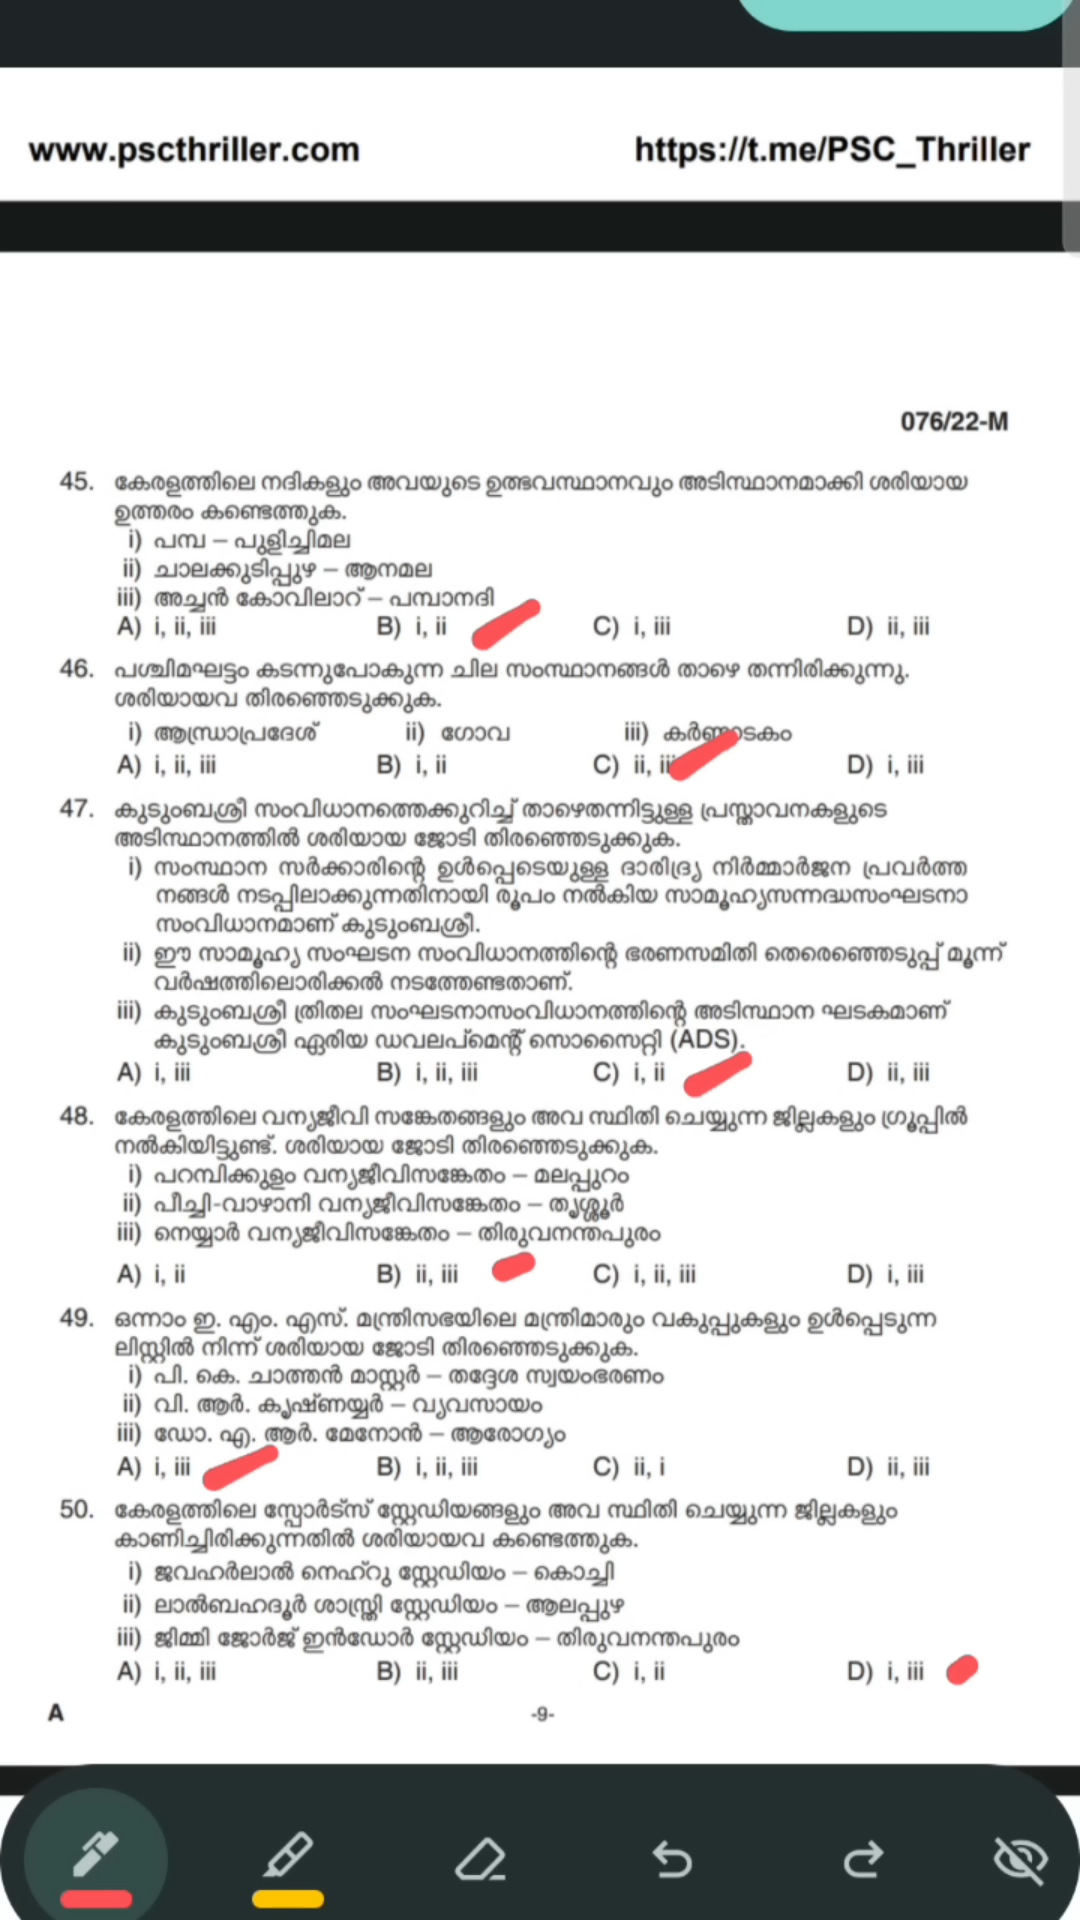 www.pscthriller.com https://t.me/PSC_Thriller
076/22-M
45. കേരളത്തിലെ നദികളും അവയുടെ ഉത്ഭവസ്ഥാനവും അടിസ്ഥാനമാക്കി ശരിയായ
ഉത്തരം കണ്ടെത്തുക.
i) പമ്പ – പുളിച്ചിമല
ii) ചാലക്കുടിപ്പുഴ – ആനമല
iii) അച്ചൻ കോവിലാറ് – പമ്പാനദി
A) i, ii, iii B) i, ii C) i, iii D) ii, iii
46. പശ്ചിമഘട്ടം കടന്നുപോകുന്ന ചില സംസ്ഥാനങ്ങൾ താഴെ തന്നിരിക്കുന്നു.
ശരിയായവ തിരഞ്ഞെടുക്കുക.
i) ആന്ധ്രാപ്രദേശ് ii) ഗോവ iii) കർണ്ണാടകം
A) i, ii, iii B) i, ii C) ii, iii D) i, iii
47. കുടുംബശ്രീ സംവിധാനത്തെക്കുറിച്ച് താഴെതന്നിട്ടുള്ള പ്രസ്താവനകളുടെ
അടിസ്ഥാനത്തിൽ ശരിയായ ജോടി തിരഞ്ഞെടുക്കുക.
i) സംസ്ഥാന സർക്കാരിന്റെ ഉൾപ്പെടെയുള്ള ദാരിദ്ര്യ നിർമ്മാർജന പ്രവർത്ത
നങ്ങൾ നടപ്പിലാക്കുന്നതിനായി രൂപം നൽകിയ സാമൂഹ്യസന്നദ്ധസംഘടനാ
സംവിധാനമാണ് കുടുംബശ്രീ.
ii) ഈ സാമൂഹ്യ സംഘടന സംവിധാനത്തിന്റെ ഭരണസമിതി തെരെഞ്ഞെടുപ്പ് മൂന്ന്
വർഷത്തിലൊരിക്കൽ നടത്തേണ്ടതാണ്.
iii) കുടുംബശ്രീ ത്രിതല സംഘടനാസംവിധാനത്തിന്റെ അടിസ്ഥാന ഘടകമാണ്
കുടുംബശ്രീ ഏരിയ ഡവലപ്മെന്റ് സൊസൈറ്റി (ADS).
A) i, iii B) i, ii, iii C) i, ii D) ii, iii
48. കേരളത്തിലെ വന്യജീവി സങ്കേതങ്ങളും അവ സ്ഥിതി ചെയ്യുന്ന ജില്ലകളും ഗ്രൂപ്പിൽ
നൽകിയിട്ടുണ്ട്. ശരിയായ ജോടി തിരഞ്ഞെടുക്കുക.
i) പറമ്പിക്കുളം വന്യജീവിസങ്കേതം – മലപ്പുറം
ii) പീച്ചി-വാഴാനി വന്യജീവിസങ്കേതം – തൃശ്ശൂർ
iii) നെയ്യാർ വന്യജീവിസങ്കേതം – തിരുവനന്തപുരം
A) i, ii B) ii, iii C) i, ii, iii D) i, iii
49. ഒന്നാം ഇ. എം. എസ്. മന്ത്രിസഭയിലെ മന്ത്രിമാരും വകുപ്പുകളും ഉൾപ്പെടുന്ന
ലിസ്റ്റിൽ നിന്ന് ശരിയായ ജോടി തിരഞ്ഞെടുക്കുക.
i) പി. കെ. ചാത്തൻ മാസ്റ്റർ – തദ്ദേശ സ്വയംഭരണം
ii) വി. ആർ. കൃഷ്ണയ്യർ – വ്യവസായം
iii) ഡോ. എ. ആർ. മേനോൻ – ആരോഗ്യം
A) i, iii B) i, ii, iii C) ii, i D) ii, iii
50. കേരളത്തിലെ സ്പോർട്സ് സ്റ്റേഡിയങ്ങളും അവ സ്ഥിതി ചെയ്യുന്ന ജില്ലകളും
കാണിച്ചിരിക്കുന്നതിൽ ശരിയായവ കണ്ടെത്തുക.
i) ജവഹർലാൽ നെഹ്റു സ്റ്റേഡിയം – കൊച്ചി
ii) ലാൽബഹദൂർ ശാസ്ത്രി സ്റ്റേഡിയം – ആലപ്പുഴ
iii) ജിമ്മി ജോർജ് ഇൻഡോർ സ്റ്റേഡിയം – തിരുവനന്തപുരം
A) i, ii, iii B) ii, iii C) i, ii D) i, iii
A -9-